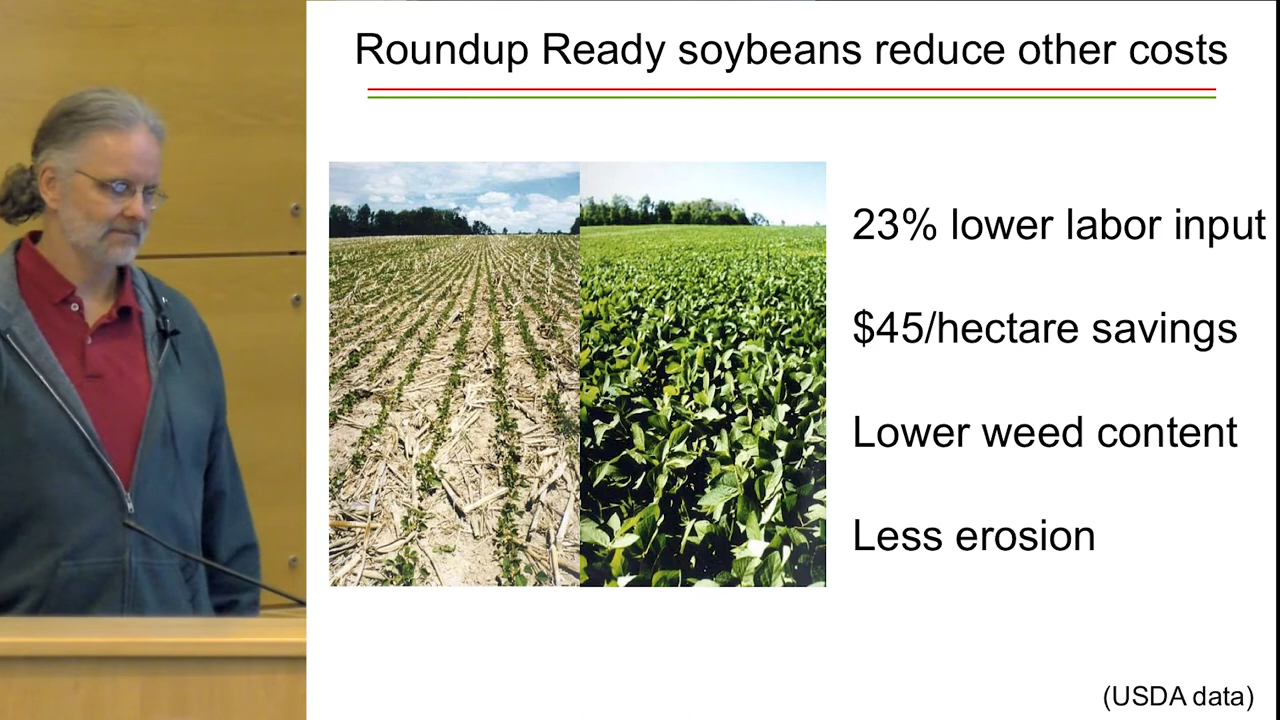 Roundup Ready soybeans reduce other costs
23% lower labor input
$45/hectare savings
Lower weed content
Less erosion
(USDA data)